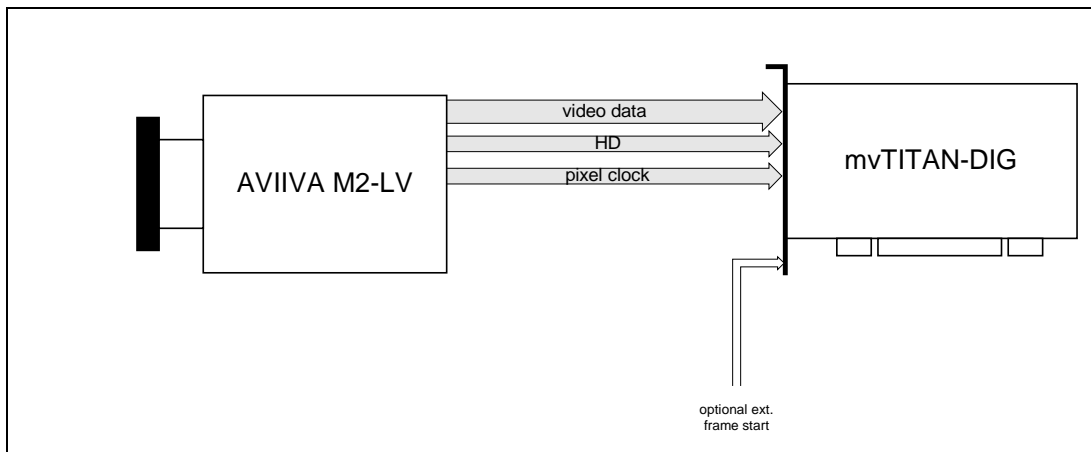 video data
HD
AVIIVA M2-LV
pixel clock
mvTITAN-DIG
optional ext.
frame start